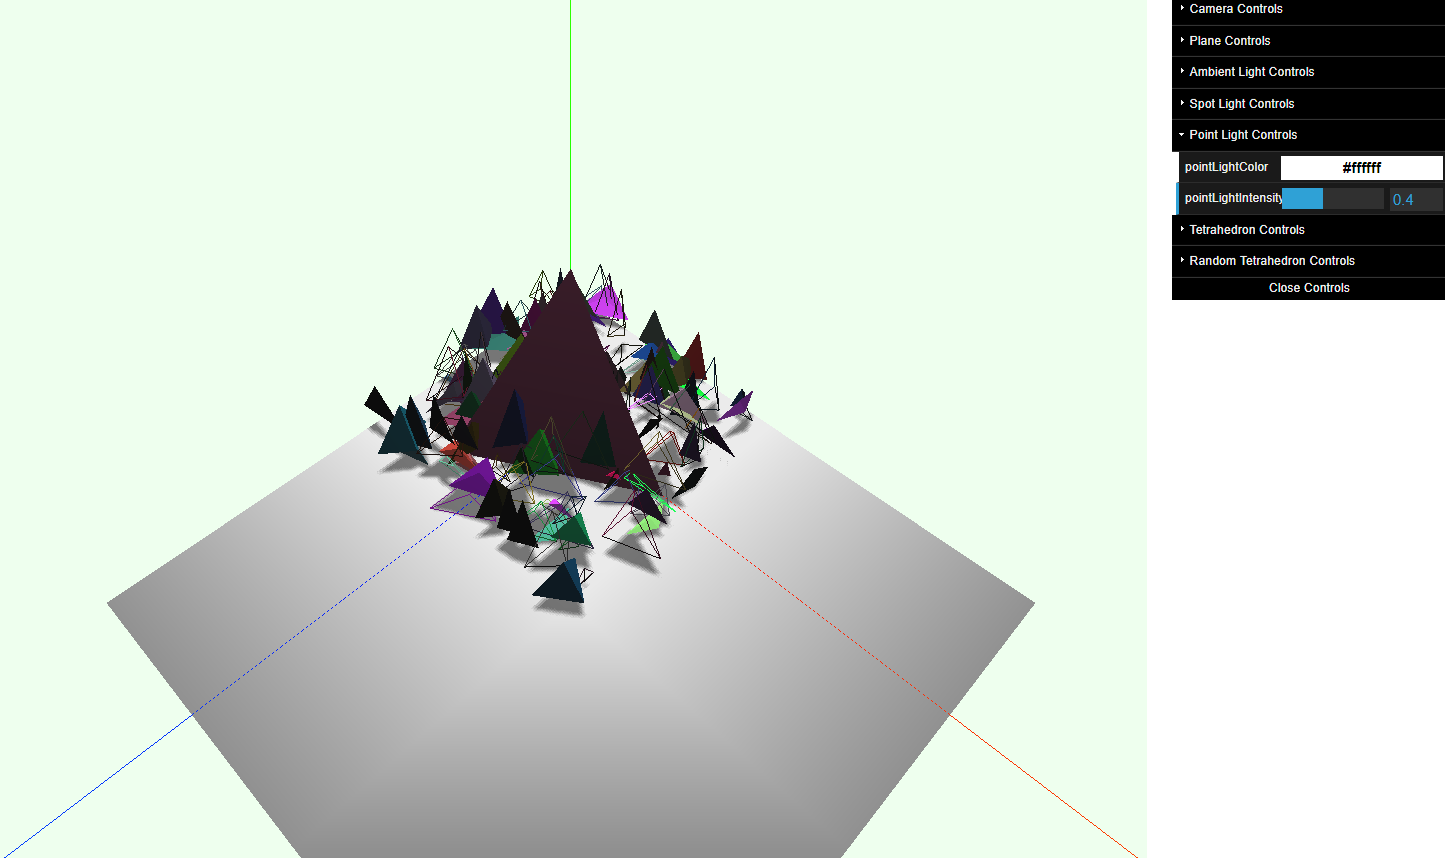 Camera Controls
Plane Controls
Ambient Light Controls
Spot Light Controls
Point Light Controls
pointLightColor #ffffff
pointLightIntensity 0.4
Tetrahedron Controls
Random Tetrahedron Controls
Close Controls